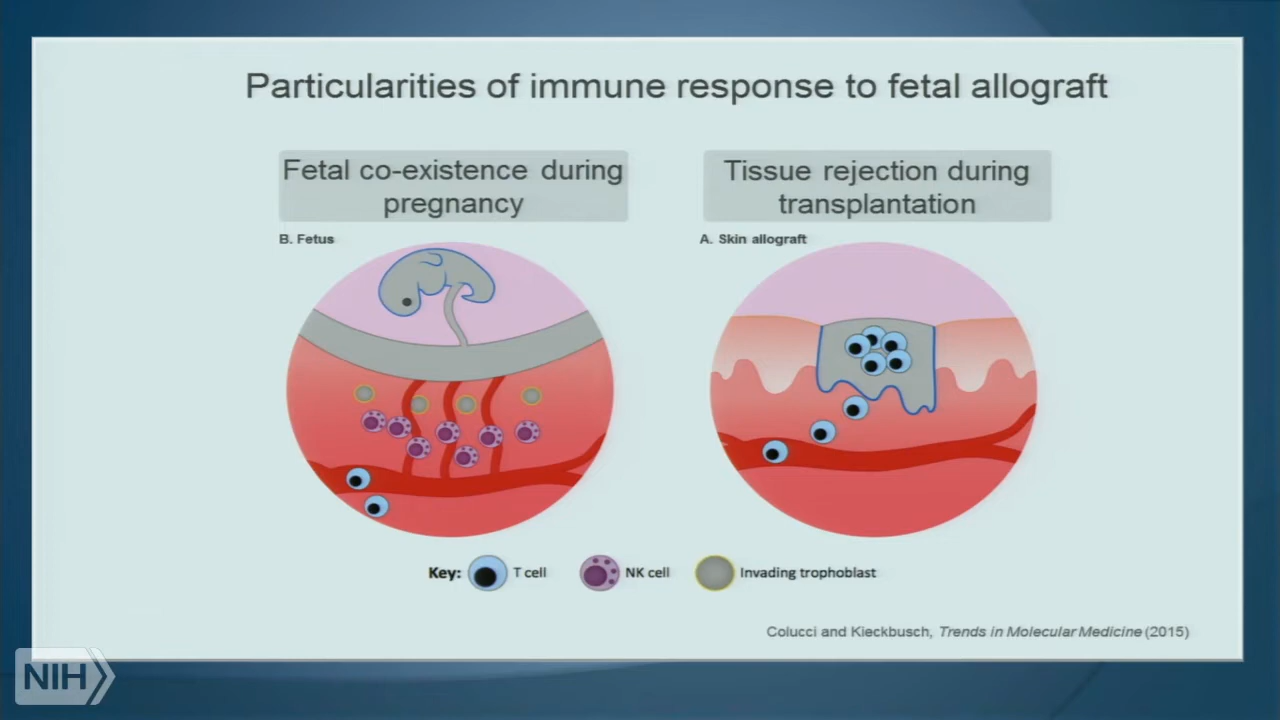 Particularities of immune response to fetal allograft
Fetal co-existence during
pregnancy
Tissue rejection during
transplantation
B. Fetus
A. Skin allograft
Key:
T cell
NK cell
Invading trophoblast
Colucci and Kieckbusch, Trends in Molecular Medicine (2015)
NIH